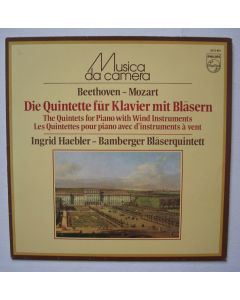 Musica
da camera
PHILIPS
Beethoven – Mozart
Die Quintette für Klavier mit Bläsern
The Quintets for Piano with Wind Instruments
Les Quintettes pour piano avec d'instruments à vent
Ingrid Haebler – Bamberger Bläserquintett